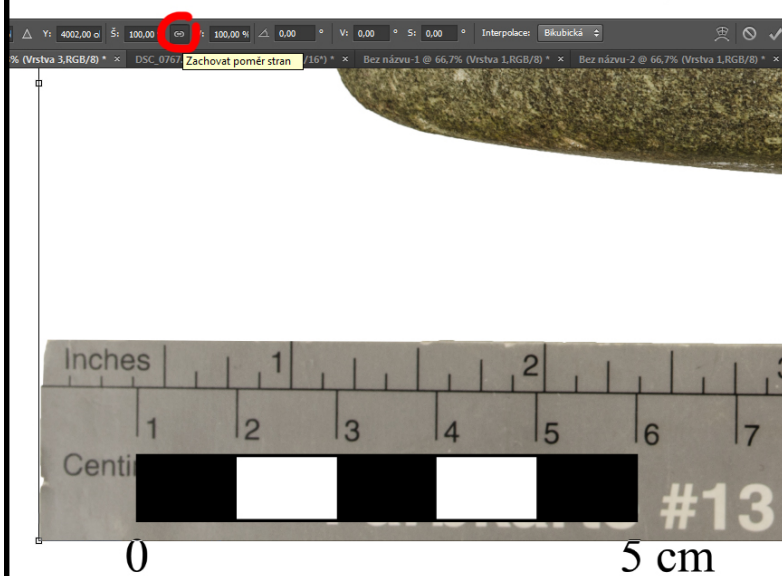 Y: 4002,00 o Š: 100,00 : 100,00 % 0,00 ° V: 0,00 ° S: 0,00 ° Interpolace: Bikubická
% (Vrstva 3,RGB/8) * × DSC_0767. Zachovat poměr stran /16*) * × Bez názvu-1 @ 66,7% (Vrstva 1,RGB/8) * × Bez názvu-2 @ 66,7% (Vrstva 1,RGB/8) * ×
Inches 1 2 3
1 2 3 4 5 6 7
Centi
#13
0 5 cm